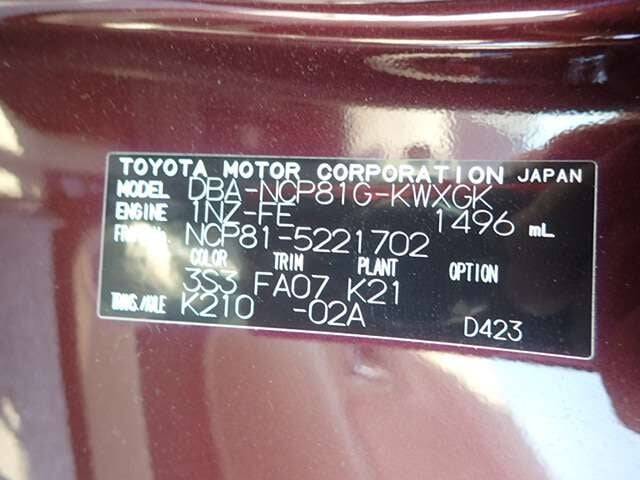 TOYOTA MOTOR CORPORATION JAPAN
MODEL DBA-NCP81G-KWXGK
ENGINE 1NZ-FE 1496 mL
NCP81-5221702
COLOR TRIM PLANT OPTION
3S3 FA07 K21
TRANS./AXLE K210 -02A D423